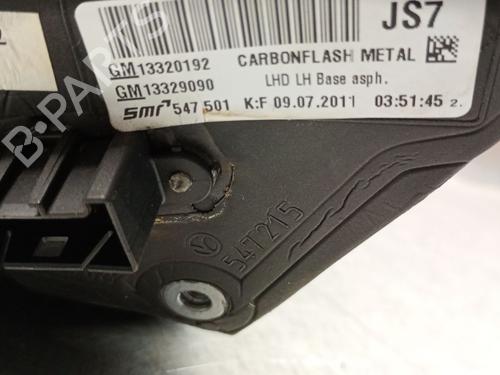 JS7
GM13320192 CARBONFLASH METAL
GM13329090 LHD LH Base asph.
smr 547 501 K:F 09.07.2011 03:51:45 2.
B-PARTS
547215